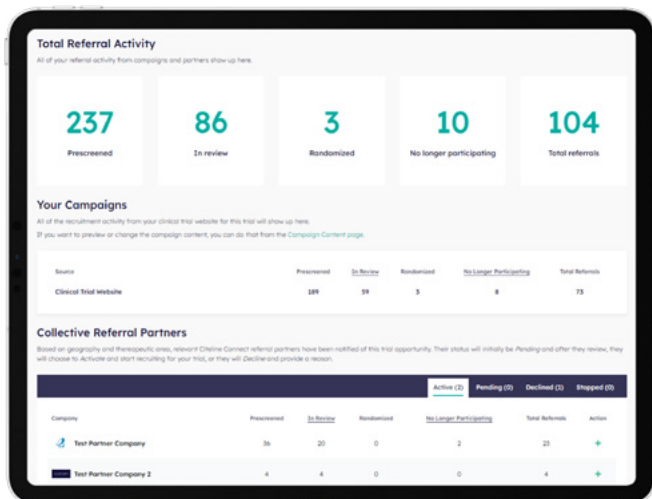 Total Referral Activity
All of your referral activity from campaigns and partners show up here.
237 86 3 10 104
Prescreened In review Randomized No longer participating Total referrals
Your Campaigns
All of the recruitment activity from your clinical trial website for this trial will show up here.
If you want to preview or change the campaign content, you can do that from the Campaign Content page.
Source Prescreened In Review Randomized No Longer Participating Total Referrals
Clinical Trial Website 189 59 3 8 73
Collective Referral Partners
Based on geography and therapeutic area, relevant Citeline Connect referral partners have been notified of this trial opportunity. Their status will initially be Pending and after they review, they
will choose to Activate and start recruiting for your trial, or they will Decline and provide a reason.
Active (2) Pending (0) Declined (1) Stopped (0)
Company Prescreened In Review Randomized No Longer Participating Total Referrals Action
Test Partner Company 36 20 0 2 23 +
Test Partner Company 2 4 4 0 0 4 +